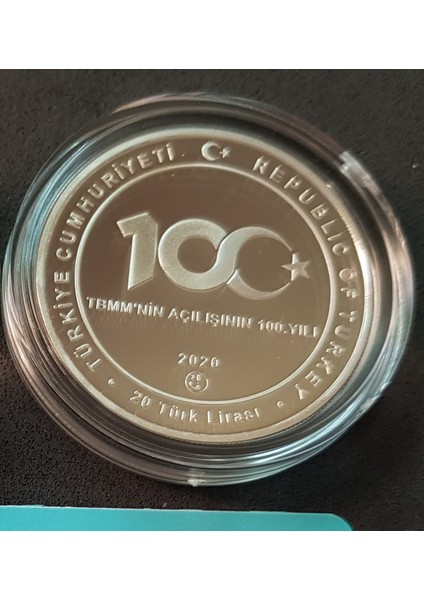 TÜRKİYE CUMHURİYETİ
REPUBLIC OF TURKEY
100
TBMM'NİN AÇILIŞININ 100.YILI
2020
20 Türk Lirası